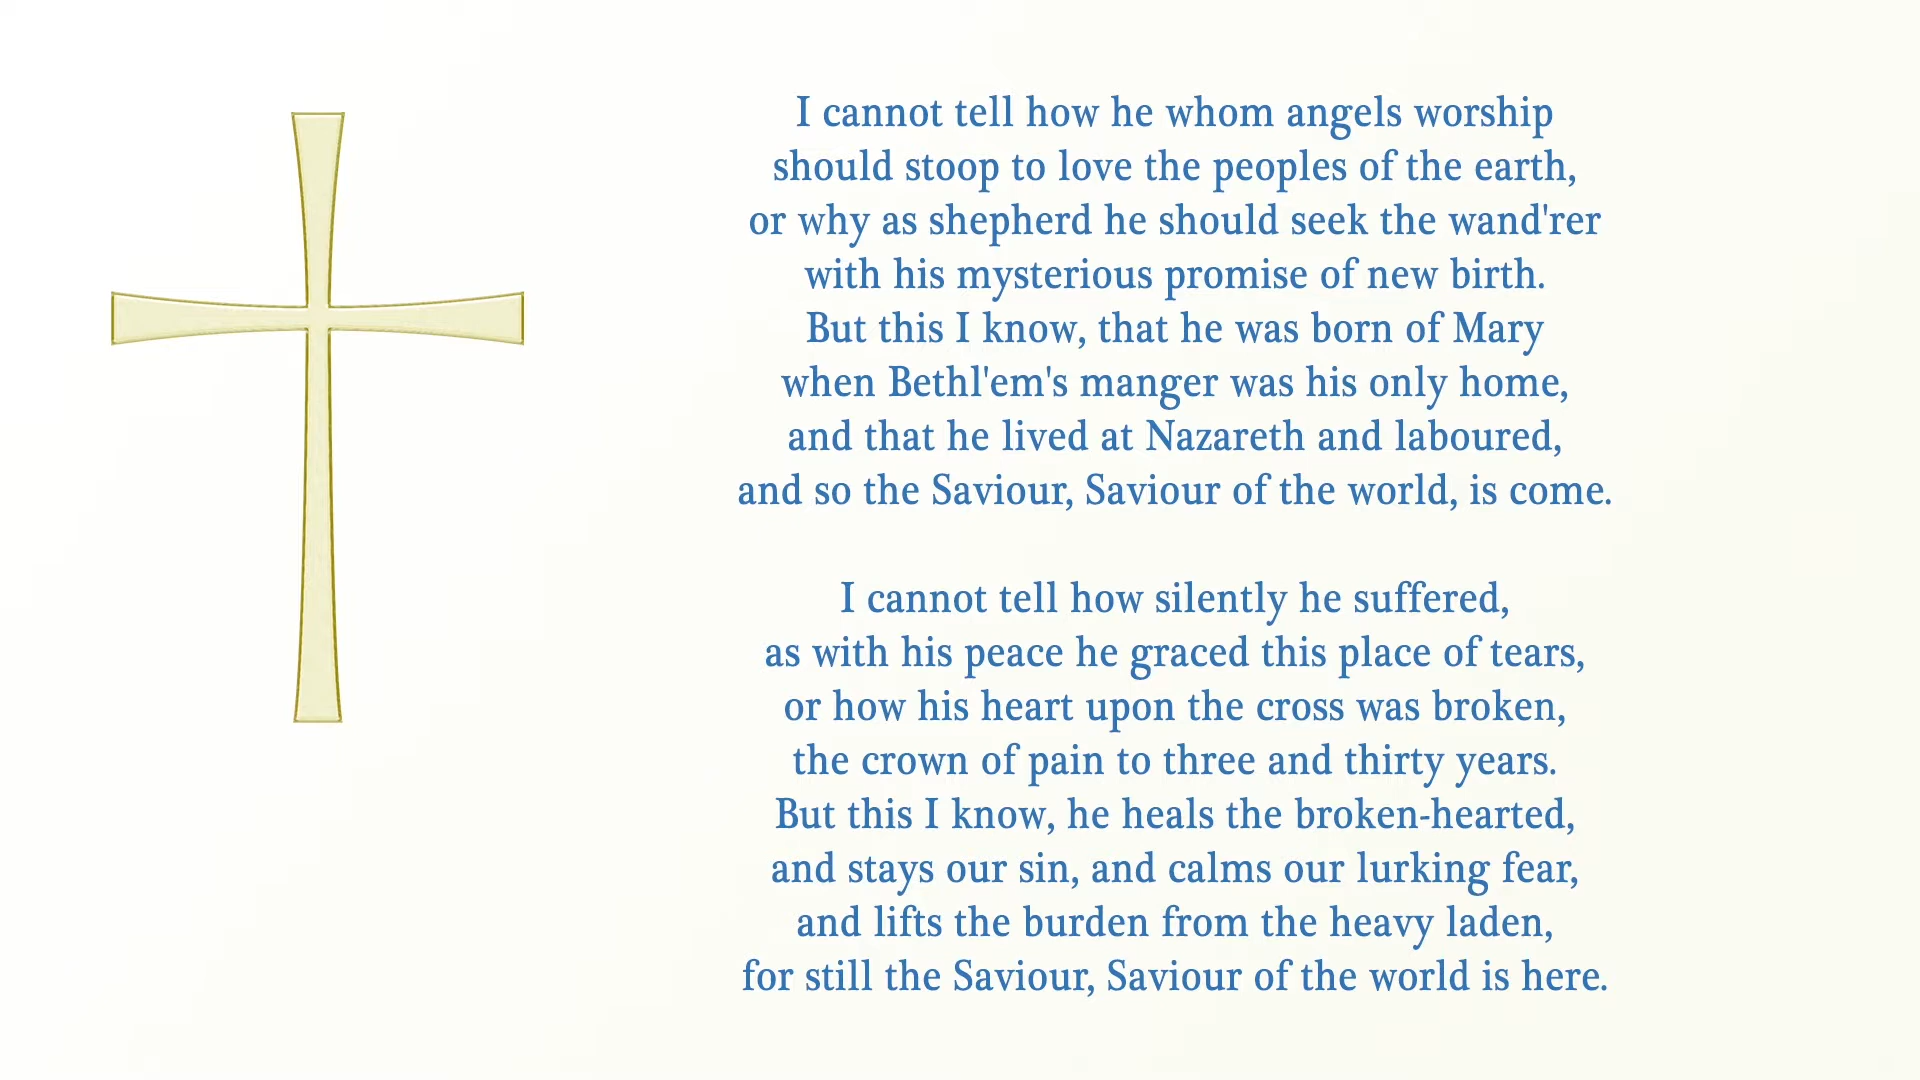 I cannot tell how he whom angels worship
should stoop to love the peoples of the earth,
or why as shepherd he should seek the wand'rer
with his mysterious promise of new birth.
But this I know, that he was born of Mary
when Bethl'em's manger was his only home,
and that he lived at Nazareth and laboured,
and so the Saviour, Saviour of the world, is come.

I cannot tell how silently he suffered,
as with his peace he graced this place of tears,
or how his heart upon the cross was broken,
the crown of pain to three and thirty years.
But this I know, he heals the broken-hearted,
and stays our sin, and calms our lurking fear,
and lifts the burden from the heavy laden,
for still the Saviour, Saviour of the world is here.